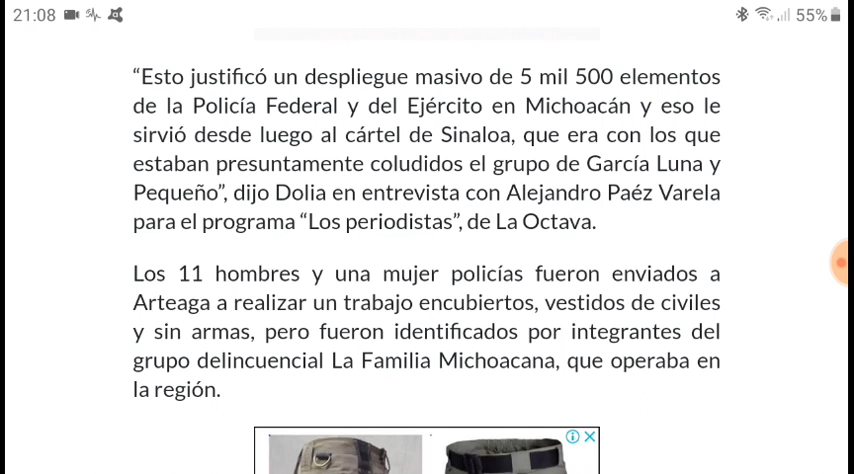 21:08
55%
“Esto justificó un despliegue masivo de 5 mil 500 elementos
de la Policía Federal y del Ejército en Michoacán y eso le
sirvió desde luego al cártel de Sinaloa, que era con los que
estaban presuntamente coludidos el grupo de García Luna y
Pequeño”, dijo Dolia en entrevista con Alejandro Paéz Varela
para el programa “Los periodistas”, de La Octava.
Los 11 hombres y una mujer policías fueron enviados a
Arteaga a realizar un trabajo encubiertos, vestidos de civiles
y sin armas, pero fueron identificados por integrantes del
grupo delincuencial La Familia Michoacana, que operaba en
la región.